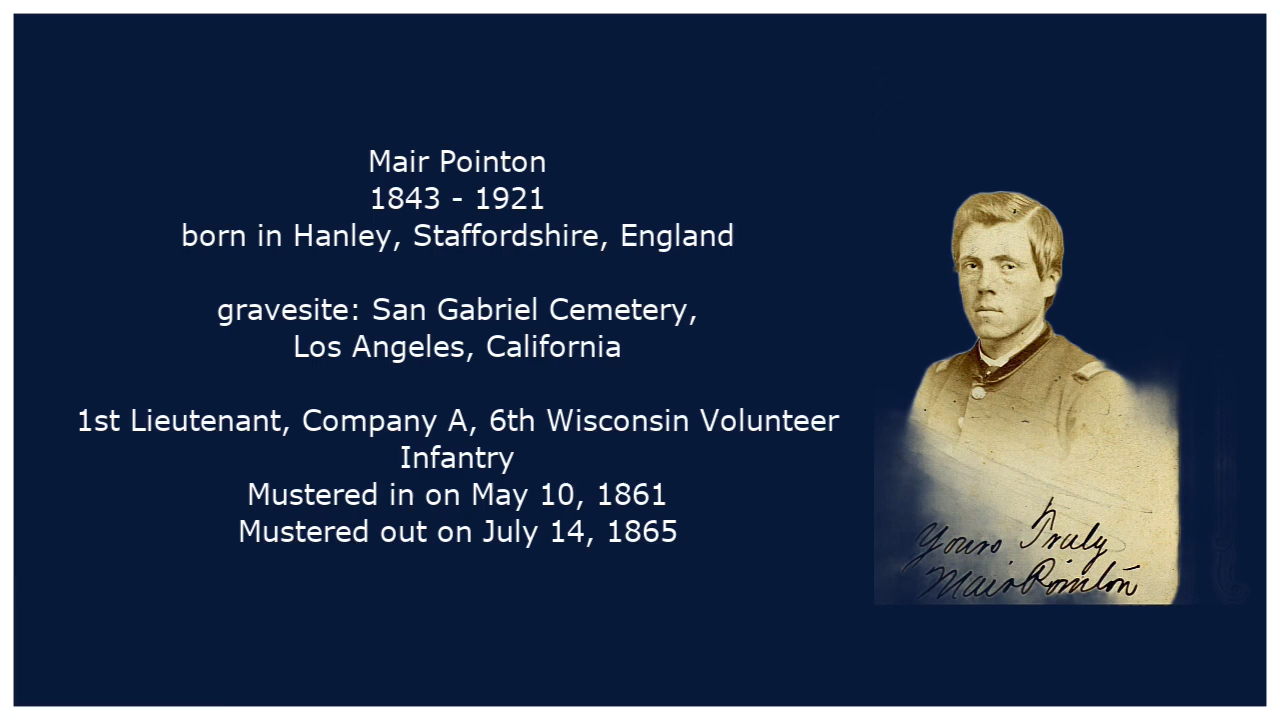 Mair Pointon
1843 - 1921
born in Hanley, Staffordshire, England
gravesite: San Gabriel Cemetery,
Los Angeles, California
1st Lieutenant, Company A, 6th Wisconsin Volunteer
Infantry
Mustered in on May 10, 1861
Mustered out on July 14, 1865
Yours Truly
Mair Pointon